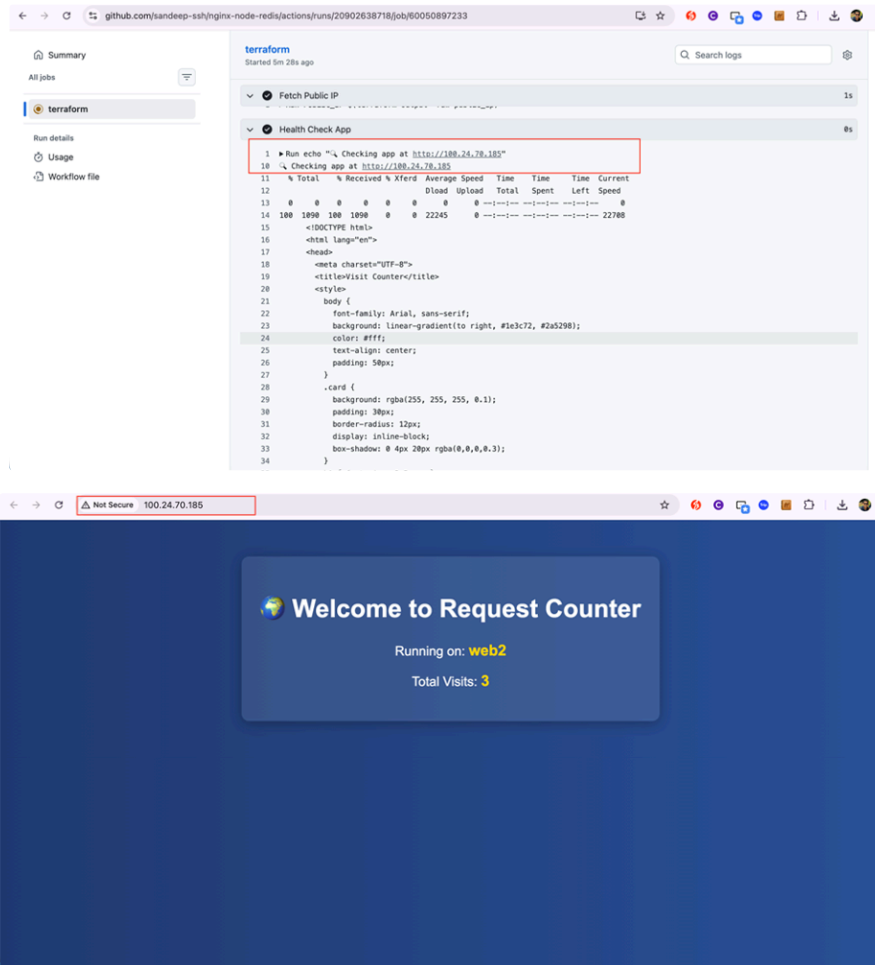 github.com/sandeep-ssh/nginx-node-redis/actions/runs/20902638718/job/60050897233
Summary
All jobs
terraform
Run details
Usage
Workflow file
terraform
Started 5m 28s ago
Search logs
Fetch Public IP 1s
Health Check App 0s
1 Run echo "🔍 Checking app at http://100.24.70.185"
10 🔍 Checking app at http://100.24.70.185
11 % Total % Received % Xferd Average Speed Time Time Time Current
12 Dload Upload Total Spent Left Speed
13 0 0 0 0 0 0 0 0 --:--:-- --:--:-- --:--:-- 0
14 100 1090 100 1090 0 0 22245 0 --:--:-- --:--:-- --:--:-- 22708
15 <!DOCTYPE html>
16 <html lang="en">
17 <head>
18 <meta charset="UTF-8">
19 <title>Visit Counter</title>
20 <style>
21 body {
22 font-family: Arial, sans-serif;
23 background: linear-gradient(to right, #1e3c72, #2a5298);
24 color: #fff;
25 text-align: center;
26 padding: 50px;
27 }
28 .card {
29 background: rgba(255, 255, 255, 0.1);
30 padding: 30px;
31 border-radius: 12px;
32 display: inline-block;
33 box-shadow: 0 4px 20px rgba(0,0,0,0.3);
34 }
Not Secure 100.24.70.185
🌍 Welcome to Request Counter
Running on: web2
Total Visits: 3